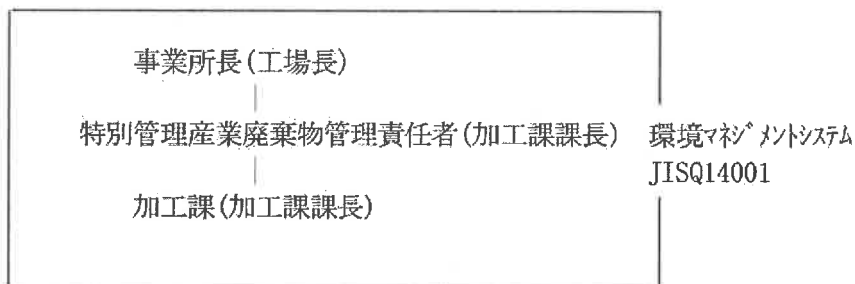 事業所長(工場長)
特別管理産業廃棄物管理責任者(加工課課長)
環境マネジメントシステム
JISQ14001
加工課(加工課課長)